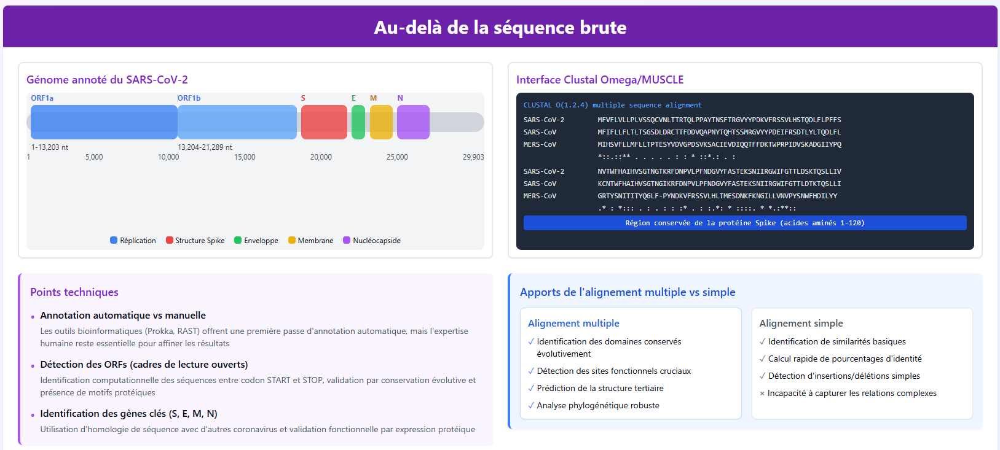 Au-delà de la séquence brute
Génome annoté du SARS-CoV-2
ORF1a
ORF1b
S
E
M
N
1-13,203 nt
13,204-21,289 nt
1
5,000
10,000
15,000
20,000
25,000
29,903
Réplication
Structure Spike
Enveloppe
Membrane
Nucléocapside
Interface Clustal Omega/MUSCLE
CLUSTAL O(1.2.4) multiple sequence alignment
SARS-CoV-2 MFVFLVLLPLVSSQCVNLTTRTQLPPAYTNSFTRGVYYPDKVFRSSVLHSTQDLFLPFFS
SARS-CoV MFIFLLFLTLTSGSDLDRCTTFDDVQAPNYTQHTSSMRGVYYPDEIFRSDTLYLTQDLFL
MERS-CoV MIHSVFLLMFLLTPTESYVDVGPDSVKSACIEVDIQQTFFDKTWPRPIDVSKADGIIYPQ
*::.::** . . . . . : : * ::*.: . :
SARS-CoV-2 NVTWFHAIHVSGTNGTKRFDNPVLPFNDGVYFASTEKSNIIRGWIFGTTLDSKTQSLLIV
SARS-CoV KCNTWFHAIHVSGTNGIKRFDNPVLPFNDGVYFASTEKSNIIRGWIFGTTLDTKTQSLLI
MERS-CoV GRTYSNITITYQGLF-PYNDKVFRSSVLHLTMESDNKFKNGILLVNVPYSNWFHDILYY
.* : *::: . : . : : :* . : :.*: * ::::. * *.:**::
Région conservée de la protéine Spike (acides aminés 1-120)
Points techniques
• Annotation automatique vs manuelle
Les outils bioinformatiques (Prokka, RAST) offrent une première passe d'annotation automatique, mais l'expertise
humaine reste essentielle pour affiner les résultats
• Détection des ORFs (cadres de lecture ouverts)
Identification computationnelle des séquences entre codon START et STOP, validation par conservation évolutive et
présence de motifs protéiques
• Identification des gènes clés (S, E, M, N)
Utilisation d'homologie de séquence avec d'autres coronavirus et validation fonctionnelle par expression protéique
Apports de l'alignement multiple vs simple
Alignement multiple
✓ Identification des domaines conservés
évolutivement
✓ Détection des sites fonctionnels cruciaux
✓ Prédiction de la structure tertiaire
✓ Analyse phylogénétique robuste
Alignement simple
✓ Identification de similarités basiques
✓ Calcul rapide de pourcentages d'identité
✓ Détection d'insertions/délétions simples
× Incapacité à capturer les relations complexes